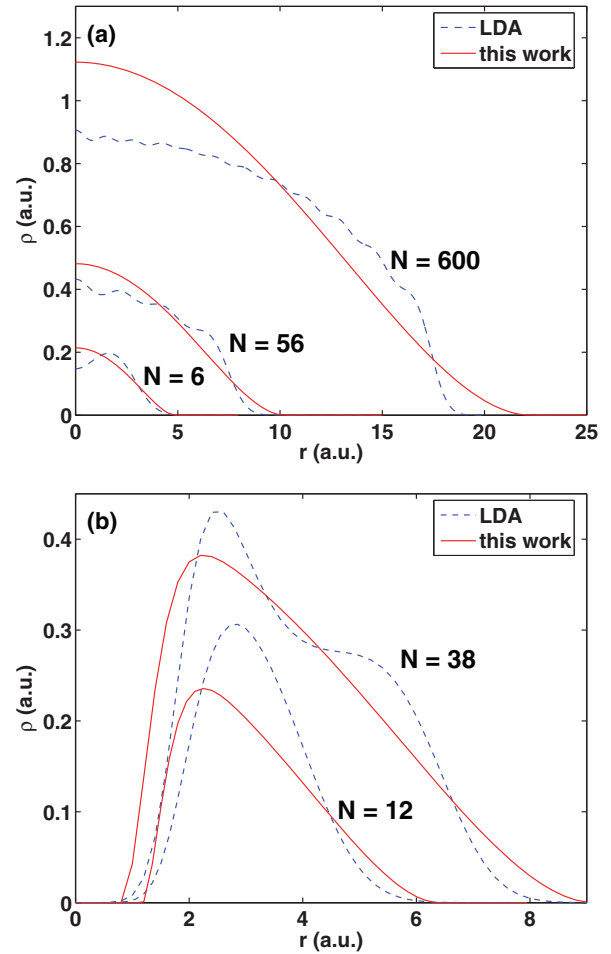 (a)
LDA
this work
1.2
1
0.8
0.6
0.4
0.2
0
ρ (a.u.)
N = 600
N = 56
N = 6
0 5 10 15 20 25
r (a.u.)
(b)
LDA
this work
0.4
0.3
0.2
0.1
0
ρ (a.u.)
N = 38
N = 12
0 2 4 6 8
r (a.u.)